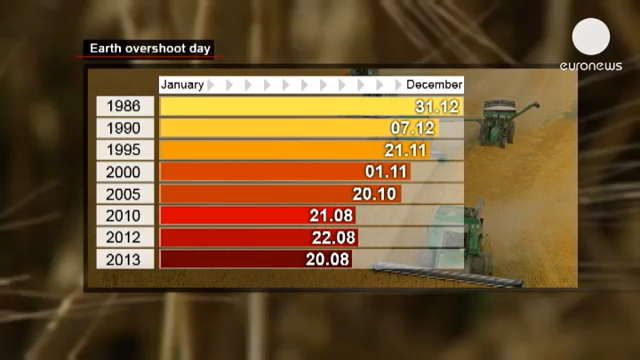 Earth overshoot day
euronews
January December
1986 31.12
1990 07.12
1995 21.11
2000 01.11
2005 20.10
2010 21.08
2012 22.08
2013 20.08